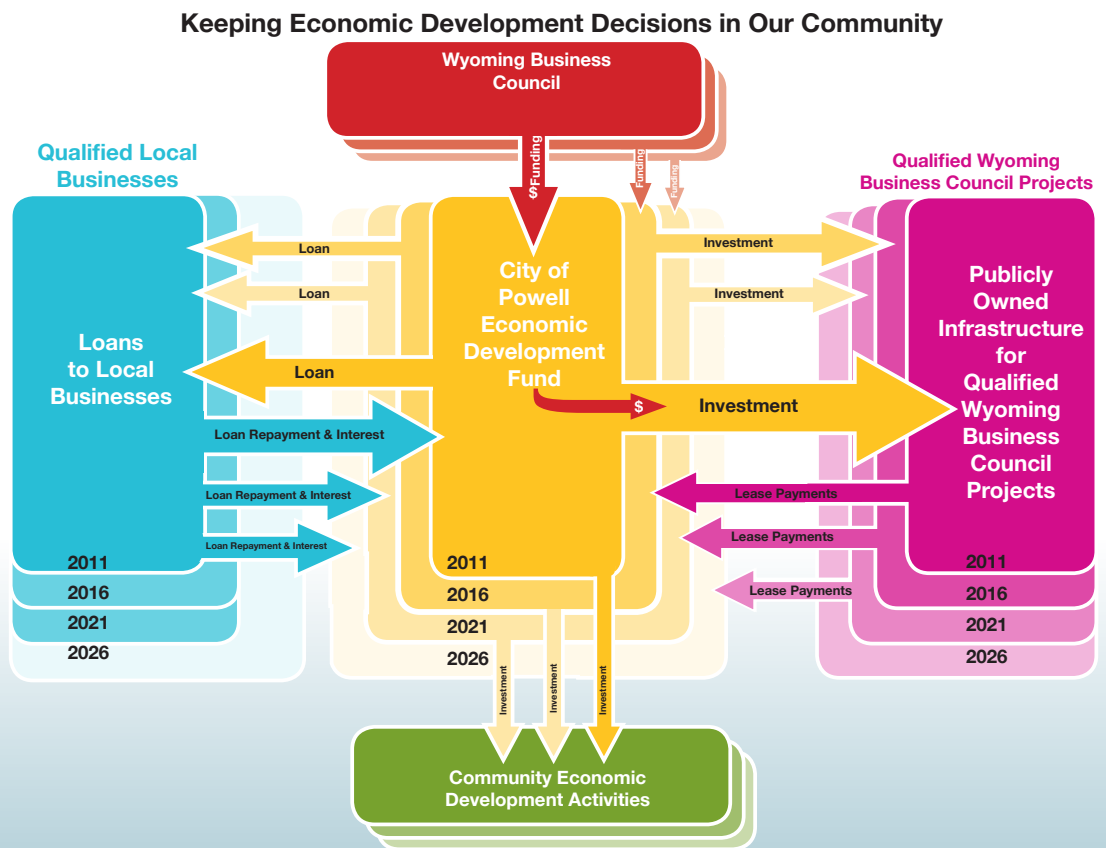 Keeping Economic Development Decisions in Our Community
Wyoming Business
Council
$Funding
Funding
Funding
Qualified Local
Businesses
Qualified Wyoming
Business Council Projects
Loan
Loan
Loan
Loans
to Local
Businesses
Loan Repayment & Interest
Loan Repayment & Interest
Loan Repayment & Interest
2011
2016
2021
2026
City of
Powell
Economic
Development
Fund
$
2011
2016
2021
2026
Investment
Investment
Investment
Publicly
Owned
Infrastructure
for
Qualified
Wyoming
Business
Council
Projects
Lease Payments
Lease Payments
Lease Payments
2011
2016
2021
2026
Investment
Investment
Investment
Community Economic
Development Activities